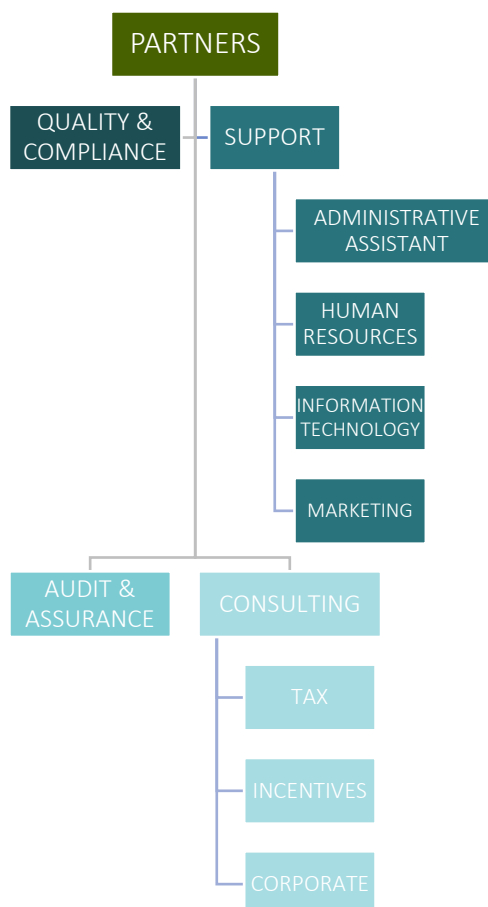 PARTNERS
QUALITY &
COMPLIANCE
SUPPORT
ADMINISTRATIVE
ASSISTANT
HUMAN
RESOURCES
INFORMATION
TECHNOLOGY
MARKETING
AUDIT &
ASSURANCE
CONSULTING
TAX
INCENTIVES
CORPORATE